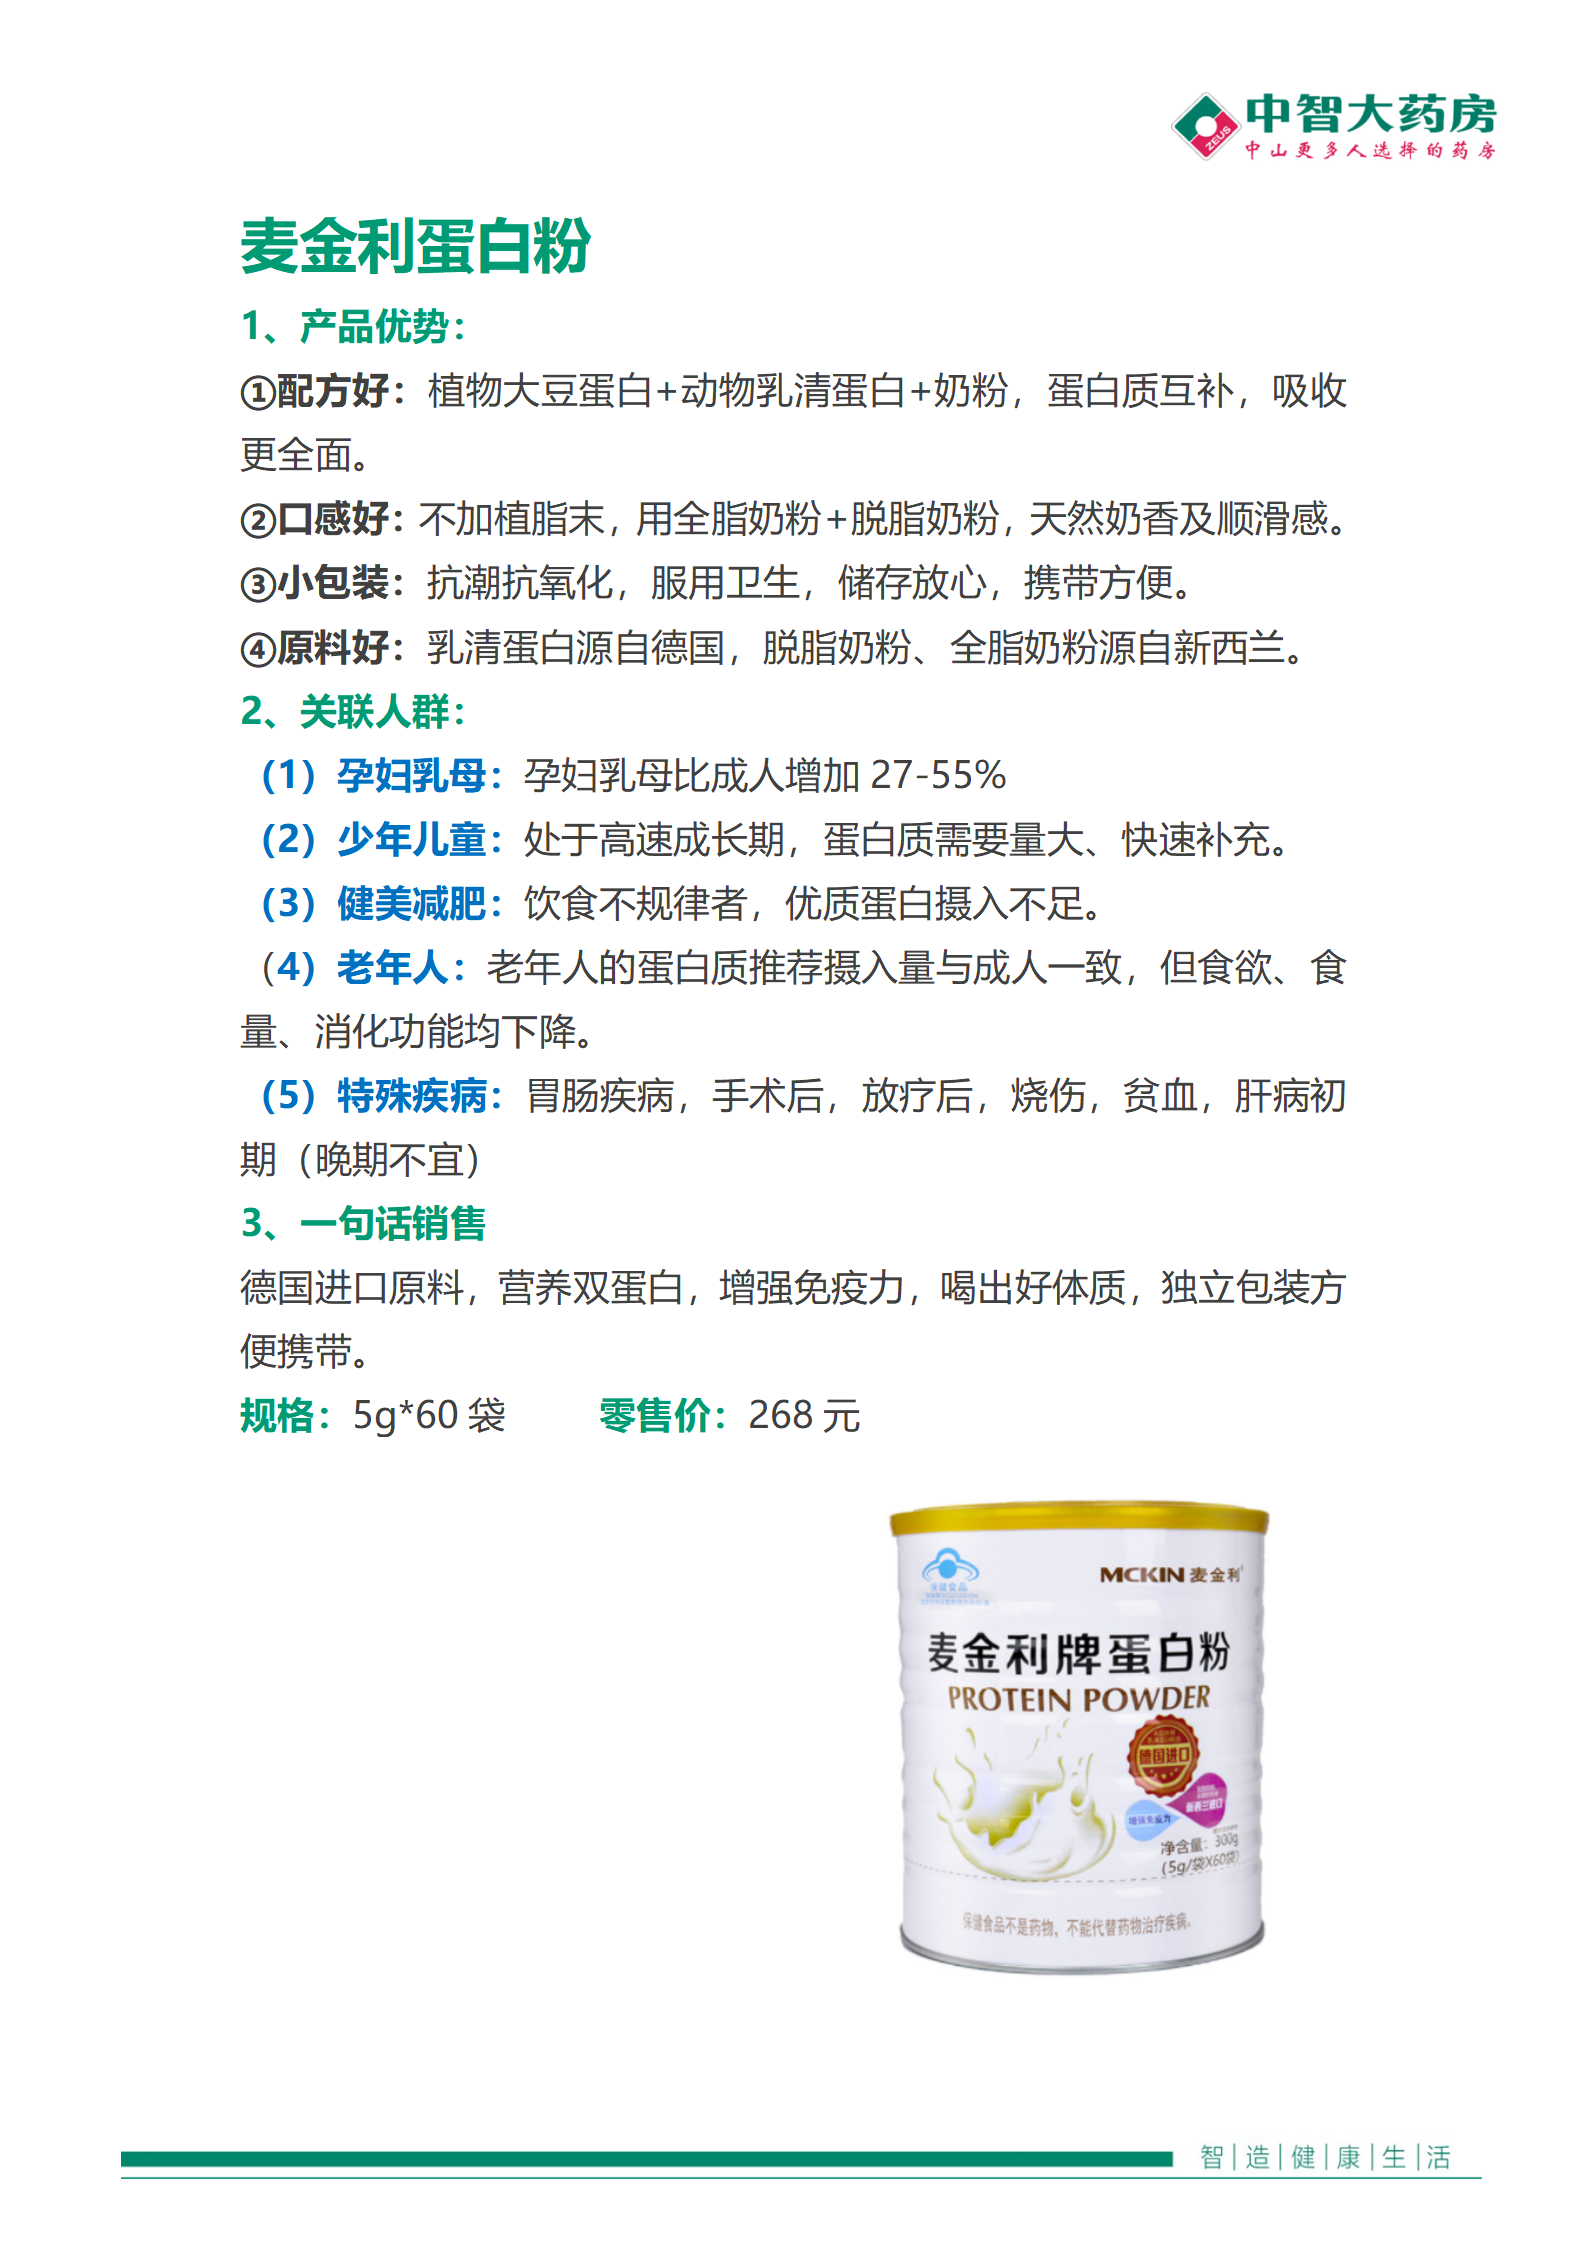 中智大药房
ZEUS
中山更多人选择的药房
麦金利蛋白粉
1、产品优势：
①配方好：植物大豆蛋白+动物乳清蛋白+奶粉，蛋白质互补，吸收
更全面。
②口感好：不加植脂末，用全脂奶粉+脱脂奶粉，天然奶香及顺滑感。
③小包装：抗潮抗氧化，服用卫生，储存放心，携带方便。
④原料好：乳清蛋白源自德国，脱脂奶粉、全脂奶粉源自新西兰。
2、关联人群：
（1）孕妇乳母：孕妇乳母比成人增加 27-55%
（2）少年儿童：处于高速成长期，蛋白质需要量大、快速补充。
（3）健美减肥：饮食不规律者，优质蛋白摄入不足。
（4）老年人：老年人的蛋白质推荐摄入量与成人一致，但食欲、食
量、消化功能均下降。
（5）特殊疾病：胃肠疾病，手术后，放疗后，烧伤，贫血，肝病初
期（晚期不宜）
3、一句话销售
德国进口原料，营养双蛋白，增强免疫力，喝出好体质，独立包装方
便携带。
规格：5g*60 袋 零售价：268 元
保健食品
MCKIN 麦金利
麦金利牌蛋白粉
PROTEIN POWDER
德国进口
新西兰进口
增强免疫力
净含量：300g
(5g/袋X60袋)
保健食品不是药物，不能代替药物治疗疾病。
智|造|健|康|生|活